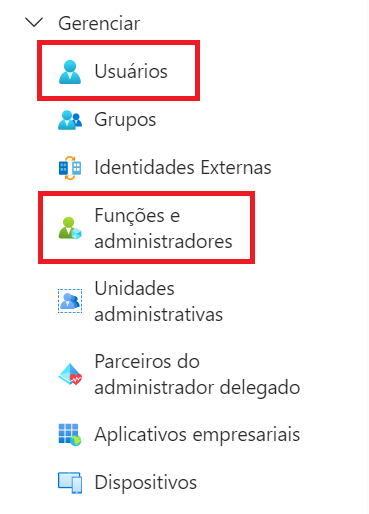 Gerenciar
Usuários
Grupos
Identidades Externas
Funções e
administradores
Unidades
administrativas
Parceiros do
administrador delegado
Aplicativos empresariais
Dispositivos